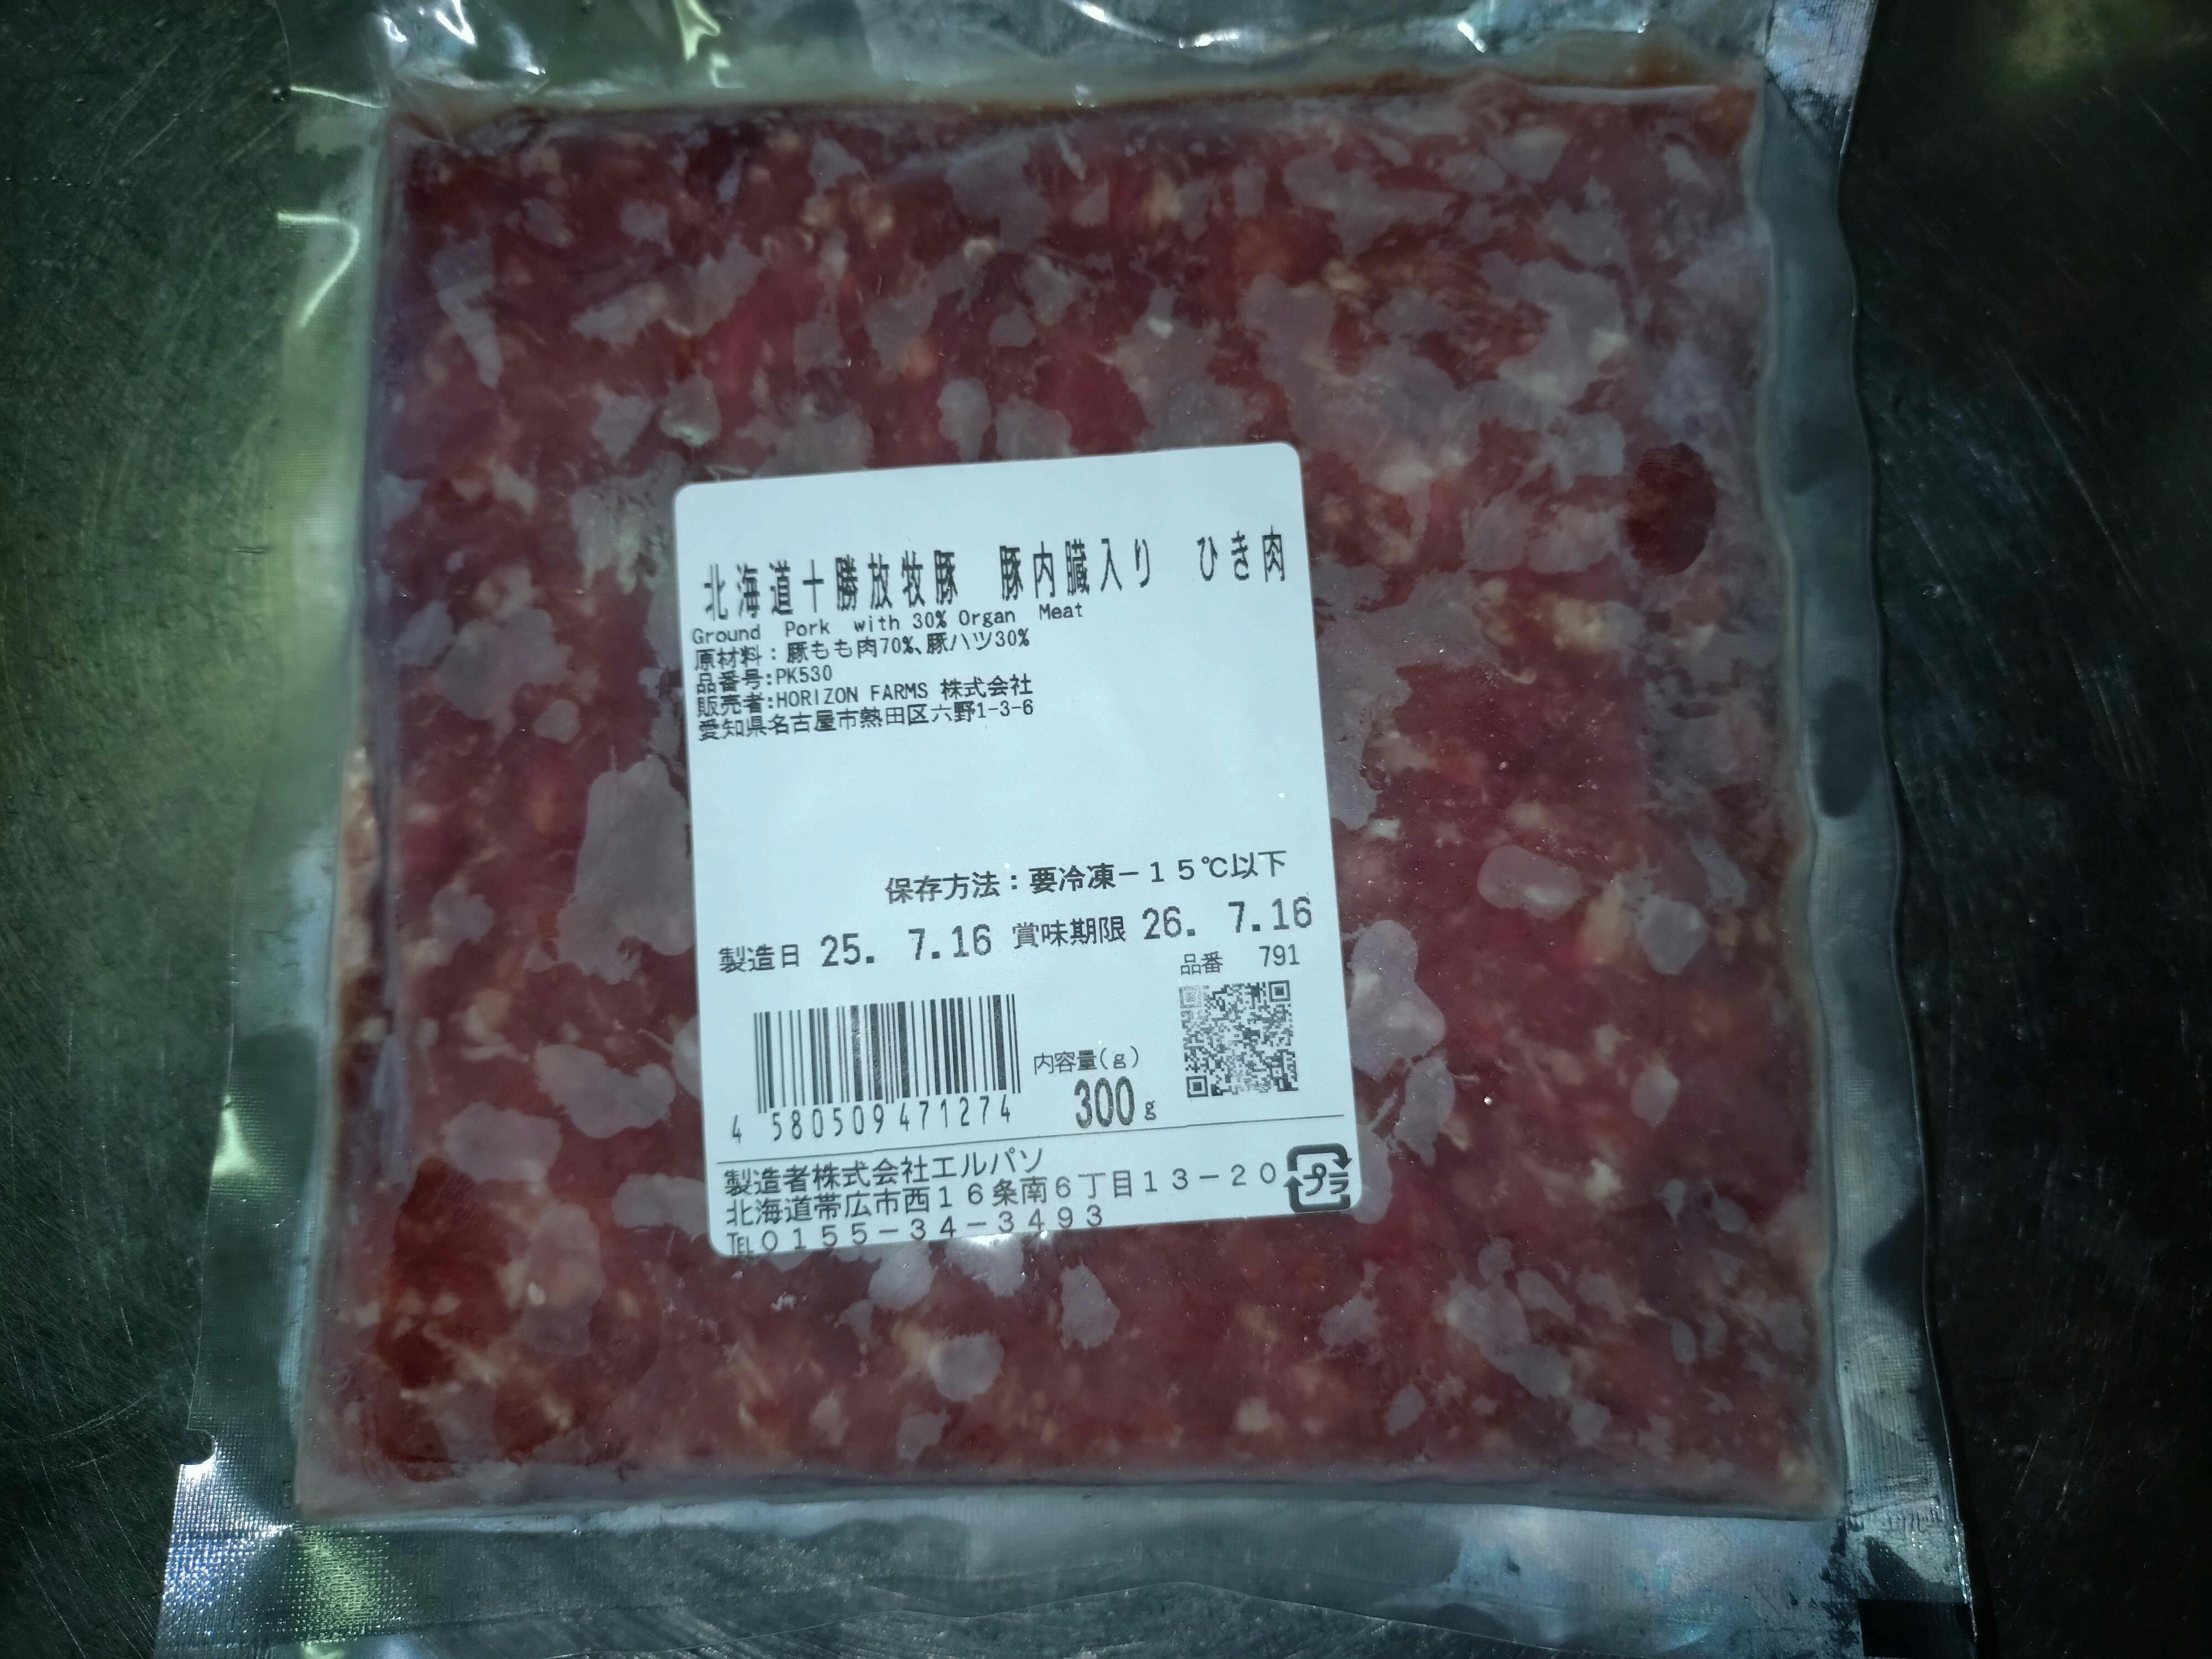 北海道十勝放牧豚　豚内臓入り　ひき肉
Ground Pork with 30% Organ Meat
原材料：豚もも肉70%、豚ハツ30%
品番号:PK530
販売者:HORIZON FARMS 株式会社
愛知県名古屋市熱田区六野1-3-6
保存方法：要冷凍－１５℃以下
製造日 25. 7.16 賞味期限 26. 7.16
品番 791
内容量(g)
300g
4 580509 471274
製造者株式会社エルパソ
北海道帯広市西１６条南６丁目１３－２０
TEL０１５５－３４－３４９３
プラ